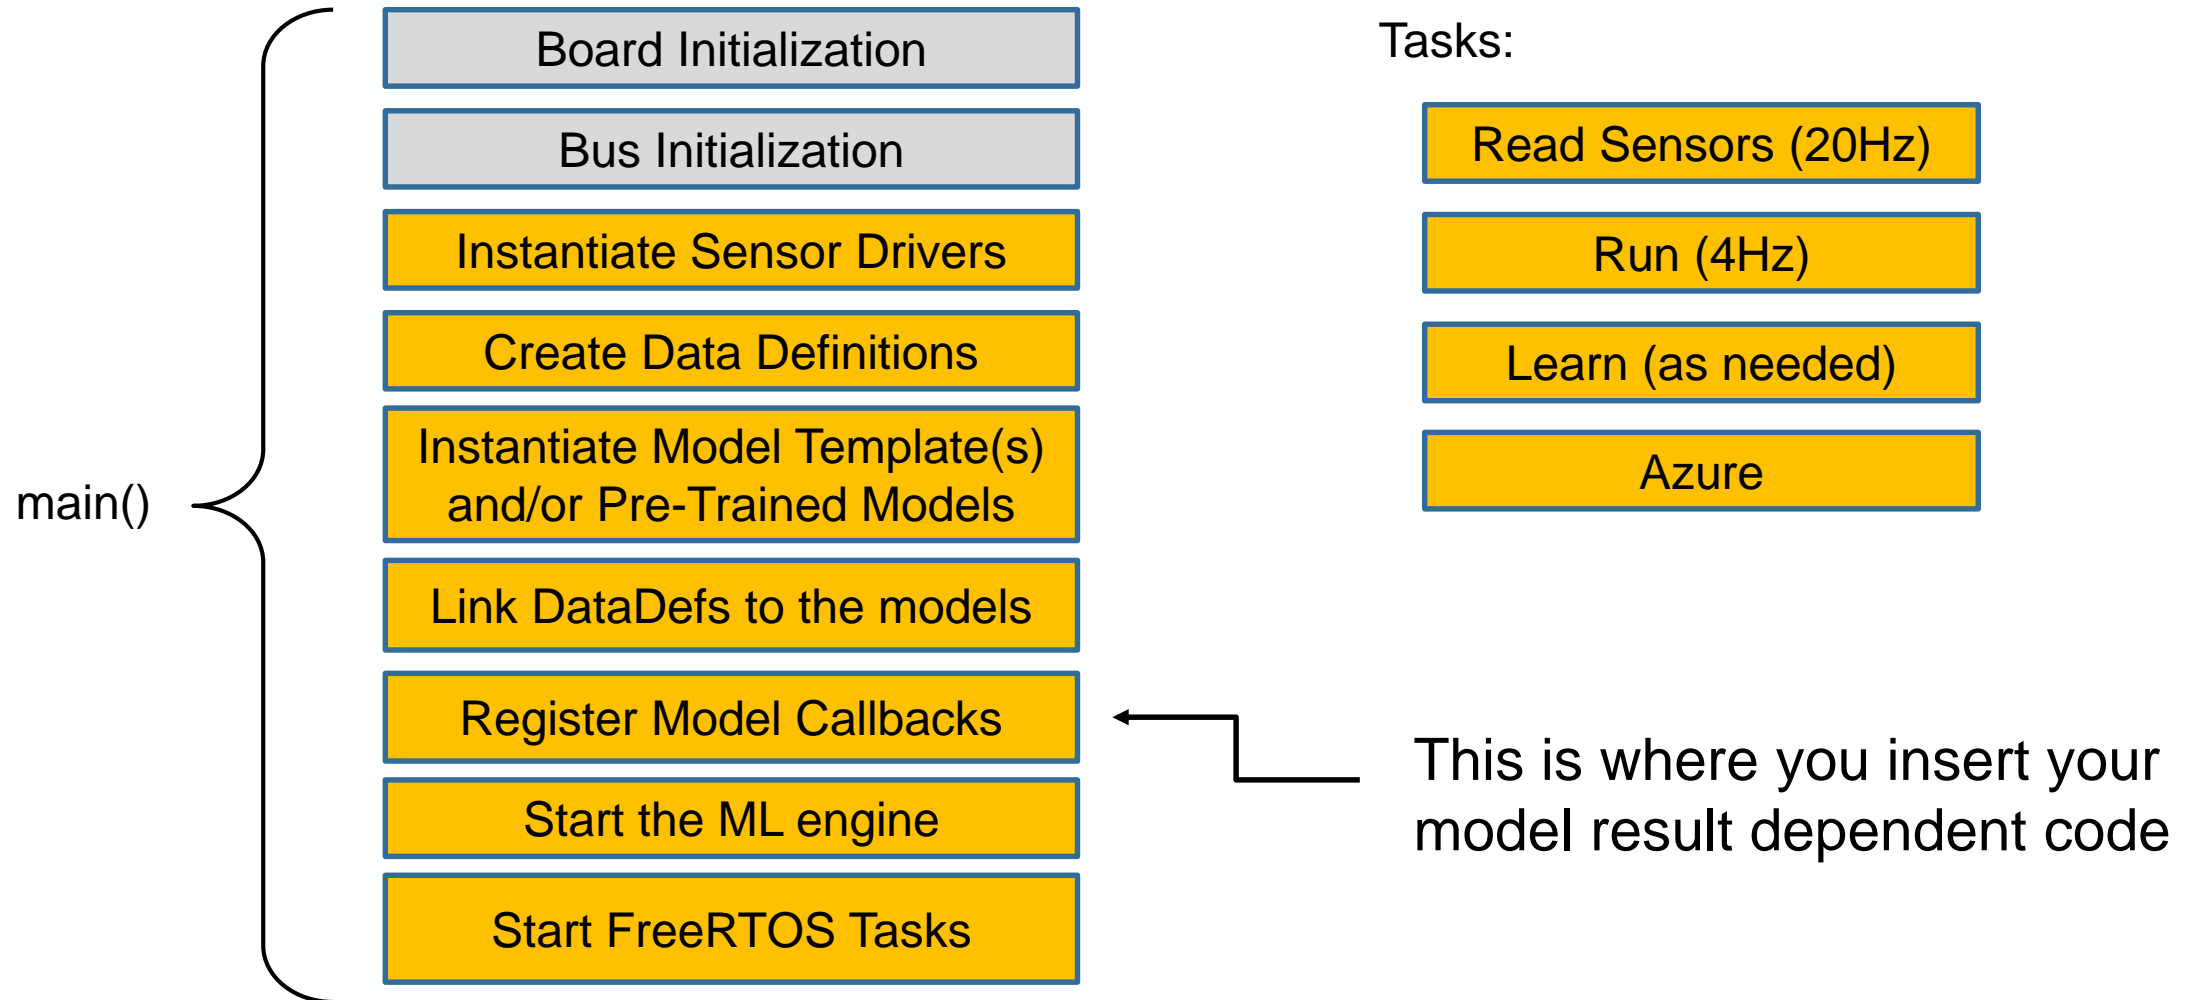 main()
Board Initialization
Bus Initialization
Instantiate Sensor Drivers
Create Data Definitions
Instantiate Model Template(s)
and/or Pre-Trained Models
Link DataDefs to the models
Register Model Callbacks
Start the ML engine
Start FreeRTOS Tasks
Tasks:
Read Sensors (20Hz)
Run (4Hz)
Learn (as needed)
Azure
This is where you insert your
model result dependent code